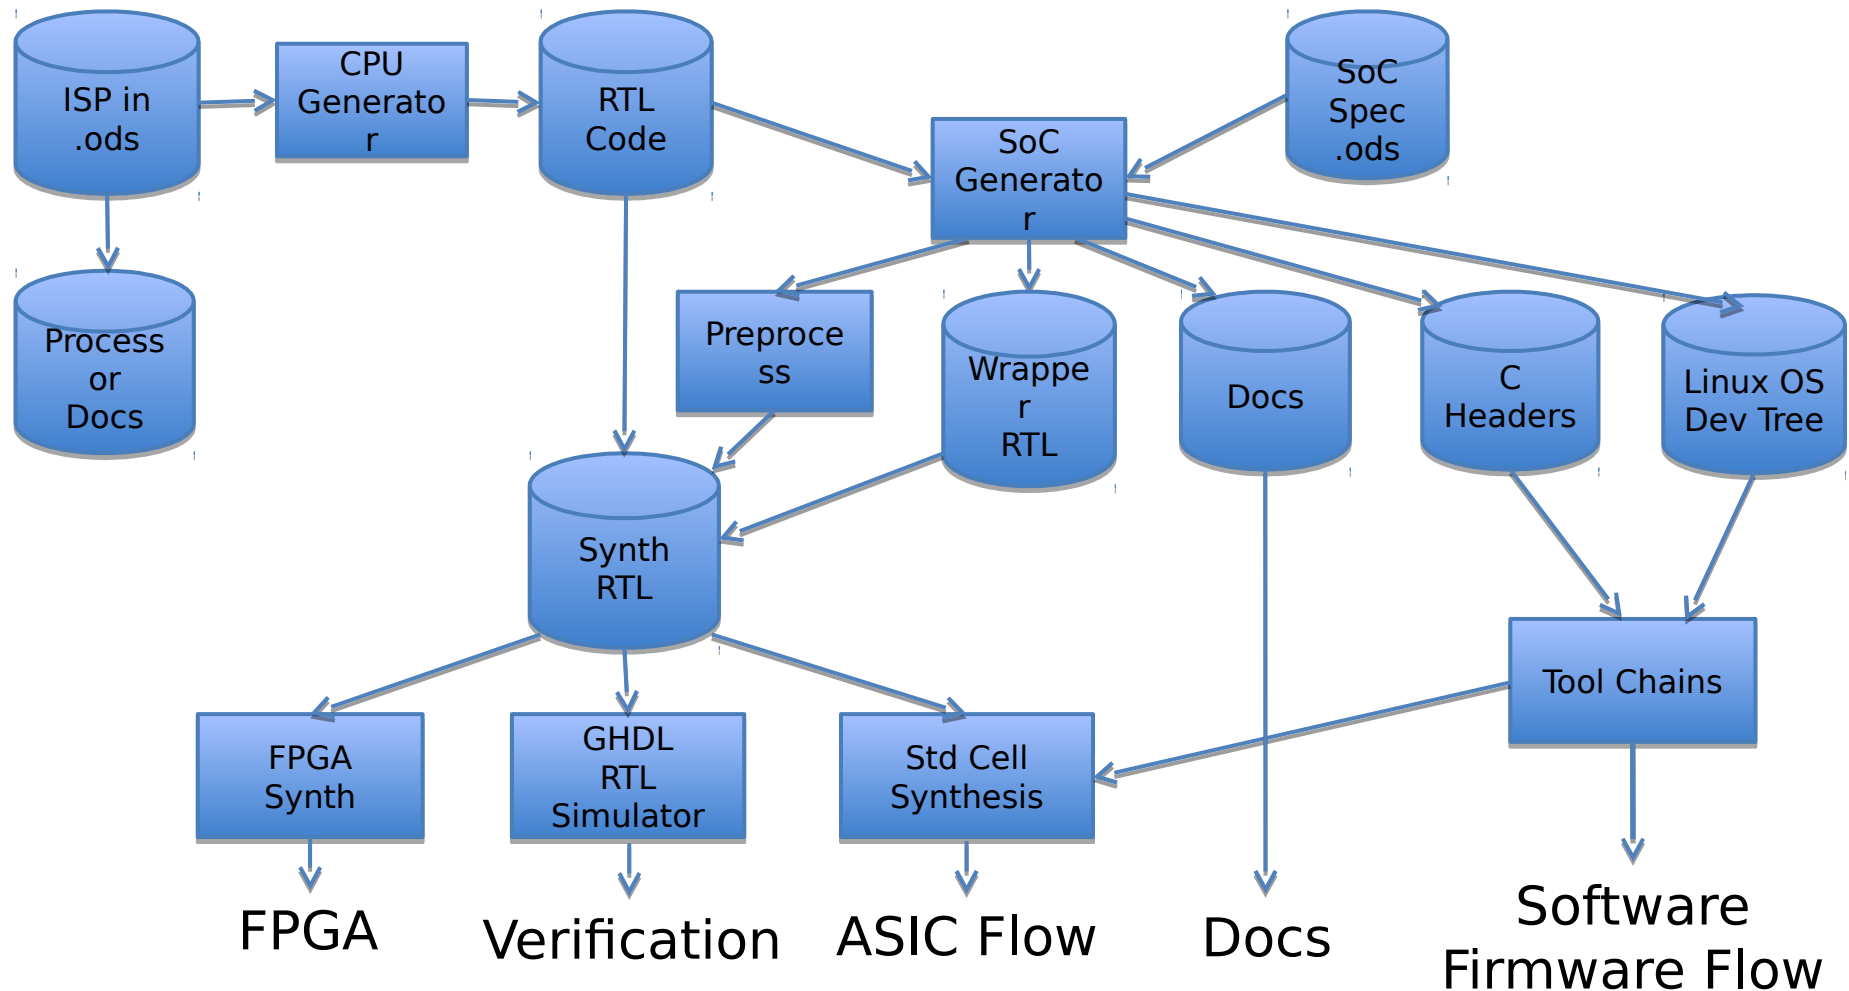 ISP in
.ods
CPU
Generato
r
RTL
Code
SoC
Spec
.ods
SoC
Generato
r
Process
or
Docs
Preproce
ss
Wrappe
r
RTL
Docs
C
Headers
Linux OS
Dev Tree
Synth
RTL
Tool Chains
FPGA
Synth
GHDL
RTL
Simulator
Std Cell
Synthesis
FPGA
Verification
ASIC Flow
Docs
Software
Firmware Flow